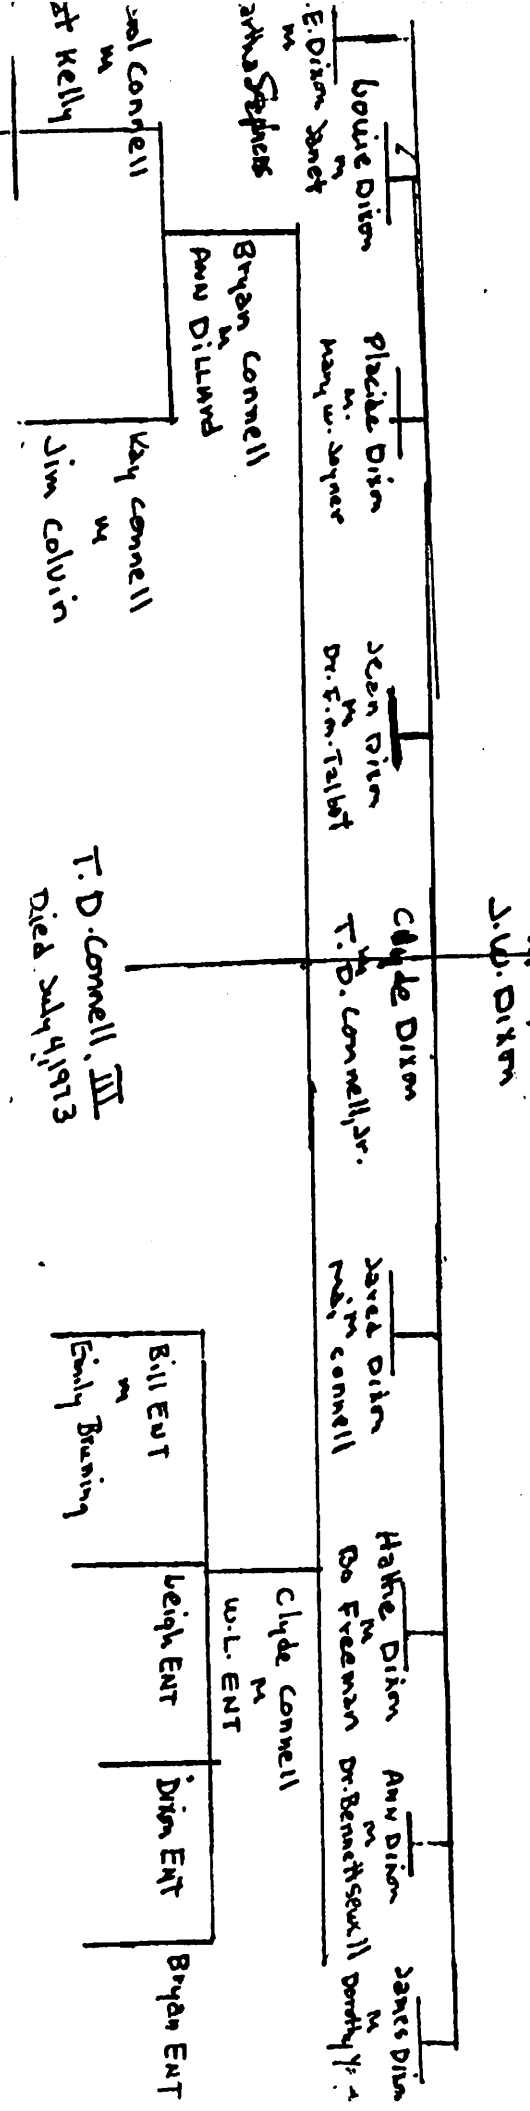 J.W. Dixon
.E. Dixon
m
Martha Stephens
Louie Dixon
m
Janet
Placide Dixon
m.
Mary W. Joyner
Jean Dixon
m
Dr. F.M. Talbot
Clyde Dixon
m
T. D. Connell, Jr.
Jared Dixon
m.
Connell
Hattie Dixon
m
Bo Freeman
Ann Dixon
m
Dr. Bennett Sewell
James Dixon
m
Dorothy
Bryan Connell
m
Ann Dillard
T. D. Connell, III
Died July 4, 1973
Clyde Connell
m
W.L. ENT
Connell
m
Kelly
Kay Connell
m
Jim Colvin
Bill ENT
m
Emily Bruning
Leigh ENT
Dixon ENT
Bryan ENT